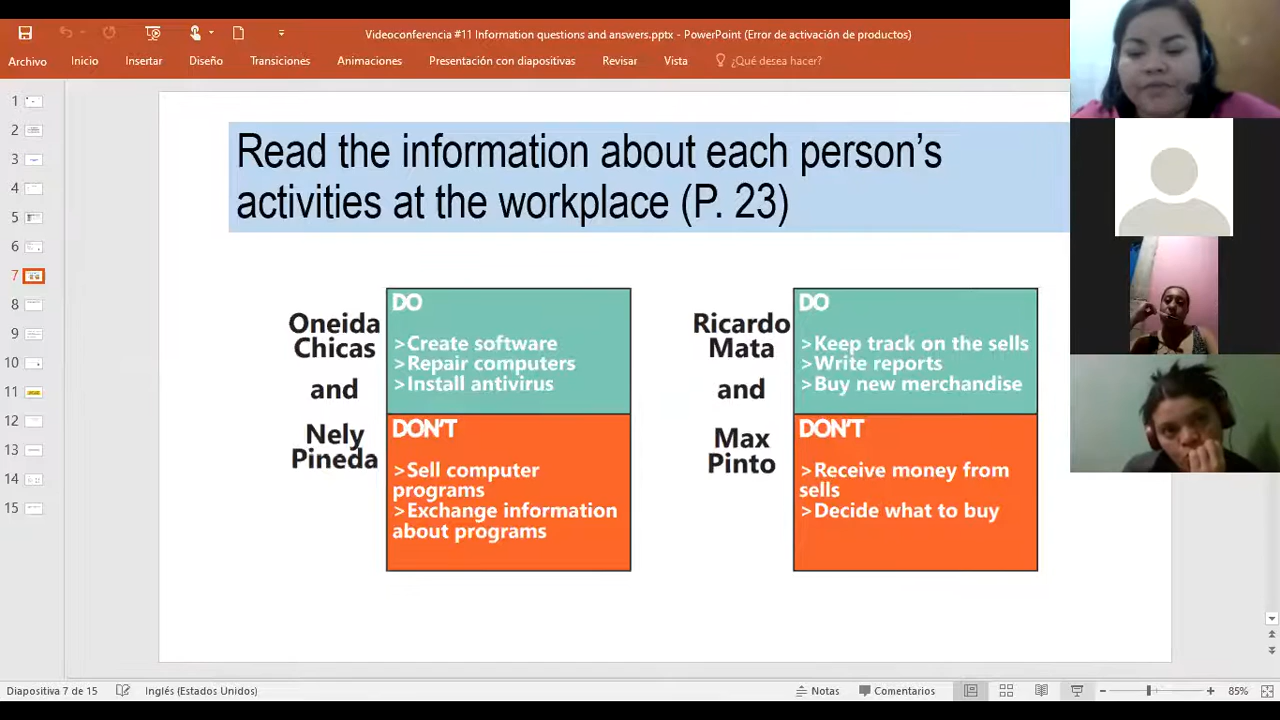 Videoconferencia #11 Information questions and answers.pptx - PowerPoint (Error de activación de productos)
Archivo Inicio Insertar Diseño Transiciones Animaciones Presentación con diapositivas Revisar Vista ¿Qué desea hacer?
1
2
3
4
5
6
7
8
9
10
11
12
13
14
15
Read the information about each person's
activities at the workplace (P. 23)
Oneida
Chicas
and
Nely
Pineda
DO
>Create software
>Repair computers
>Install antivirus
DON'T
>Sell computer
programs
>Exchange information
about programs
Ricardo
Mata
and
Max
Pinto
DO
>Keep track on the sells
>Write reports
>Buy new merchandise
DON'T
>Receive money from
sells
>Decide what to buy
Diapositiva 7 de 15 Inglés (Estados Unidos) Notas Comentarios 85%